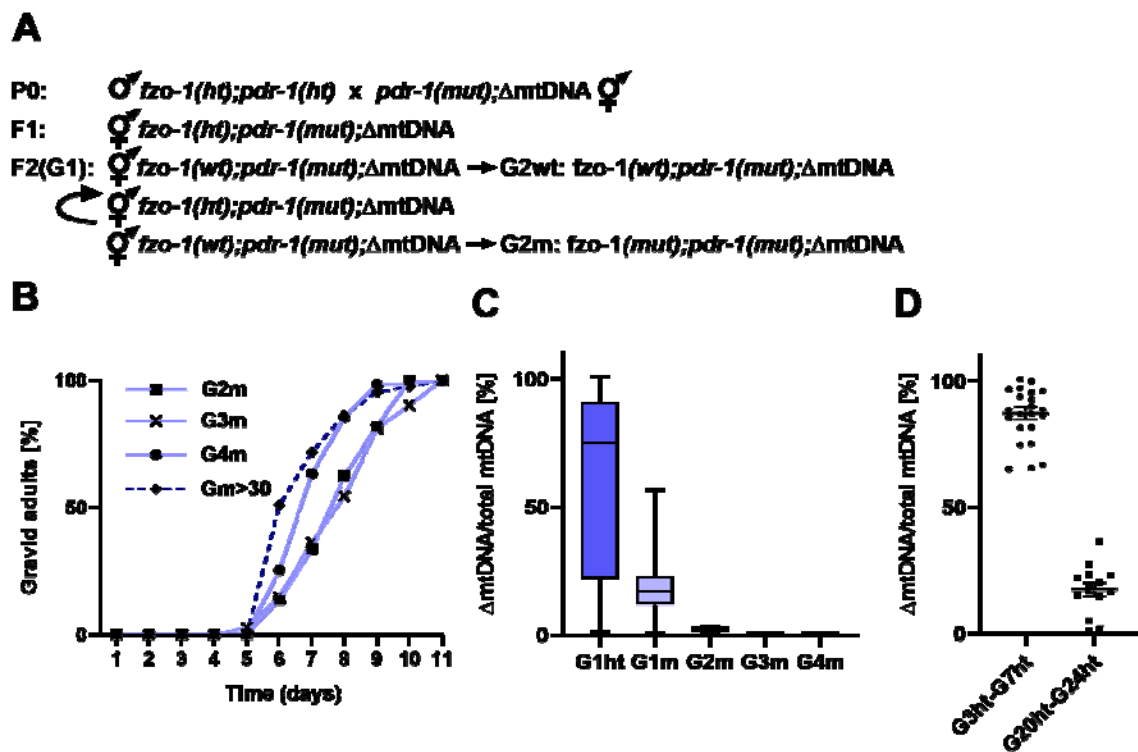 A
P0: ⚦ fzo-1(ht);pdr-1(ht) x pdr-1(mut);ΔmtDNA ⚥
F1: ⚥ fzo-1(ht);pdr-1(mut);ΔmtDNA
F2(G1): ⚥ fzo-1(wt);pdr-1(mut);ΔmtDNA → G2wt: fzo-1(wt);pdr-1(mut);ΔmtDNA
⚥ fzo-1(ht);pdr-1(mut);ΔmtDNA
⚥ fzo-1(wt);pdr-1(mut);ΔmtDNA → G2m: fzo-1(mut);pdr-1(mut);ΔmtDNA
B
Gravid adults [%]
100
50
0
G2m
G3m
G4m
Gm>30
1 2 3 4 5 6 7 8 9 10 11
Time (days)
C
ΔmtDNA/total mtDNA [%]
100
50
0
G1ht G1m G2m G3m G4m
D
ΔmtDNA/total mtDNA [%]
100
50
0
G3ht-G7ht
G20ht-G24ht